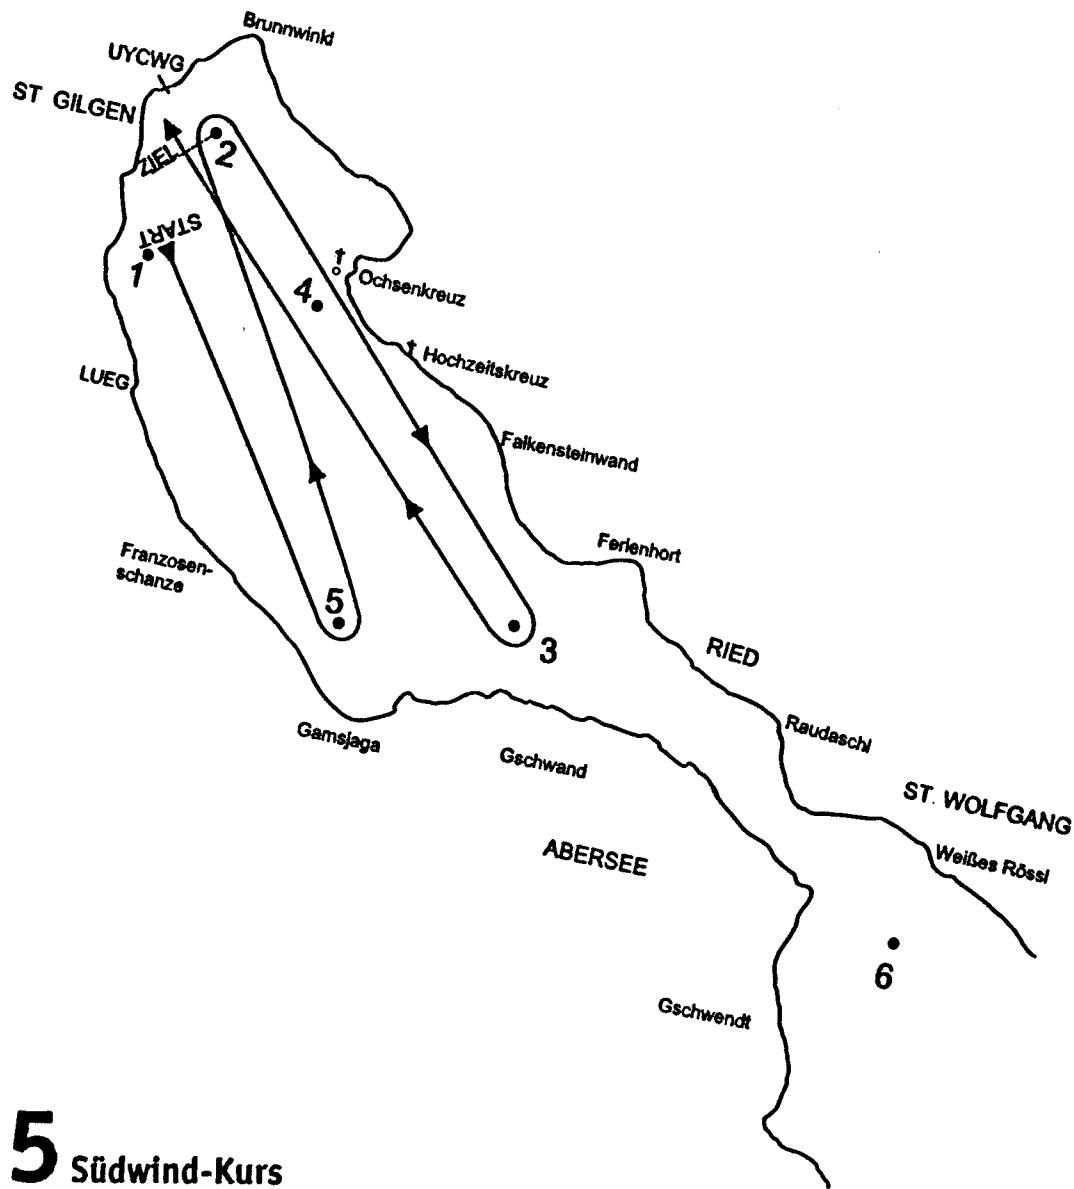 Brunnwinkl
UYCWG
ST GILGEN
ZIEL
2
START
1
†
Ochsenkreuz
4
† Hochzeitskreuz
LUEG
Falkensteinwand
Ferienhort
Franzosen-
schanze
5
3
RIED
Gamsjaga
Raudaschl
Gschwand
ST. WOLFGANG
ABERSEE
Weißes Rössl
6
Gschwendt
5 Südwind-Kurs